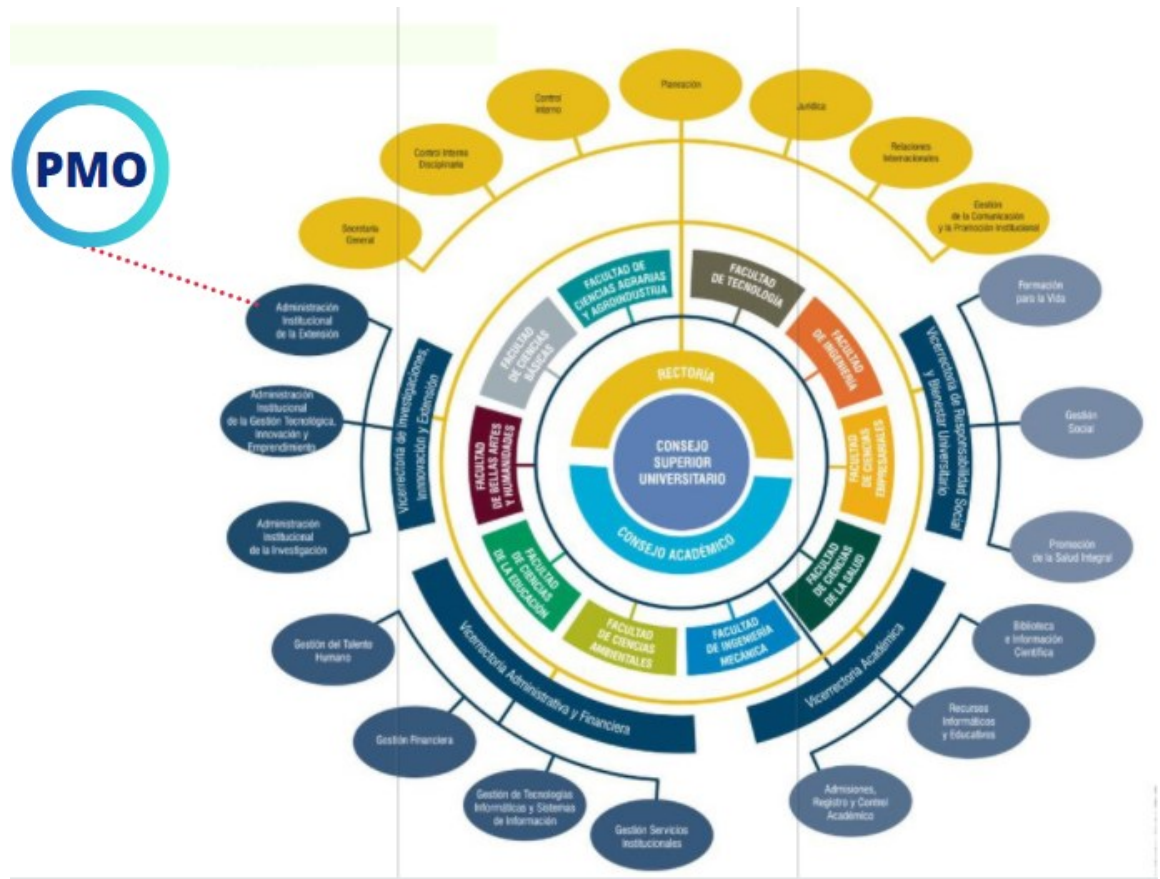 PMO
Planeación
Control
Interno
Jurídica
Control Interno
Disciplinario
Relaciones
Internacionales
Secretaria
General
Gestión
de la Comunicación
y la Promoción Institucional
Administración
Institucional
de la Extensión
Administración
Institucional
de la Gestión Tecnológica,
Innovación y
Emprendimiento
Administración
Institucional
de la Investigación
Vicerrectoría de Investigaciones,
Innovación y Extensión
FACULTAD DE
CIENCIAS AGRARIAS
Y AGROINDUSTRIA
FACULTAD
DE TECNOLOGÍA
FACULTAD
DE CIENCIAS
BÁSICAS
FACULTAD
DE INGENIERÍA
FACULTAD
DE BELLAS ARTES
Y HUMANIDADES
FACULTAD
DE CIENCIAS
EMPRESARIALES
FACULTAD
DE CIENCIAS
DE LA EDUCACIÓN
FACULTAD
DE CIENCIAS
DE LA SALUD
FACULTAD
DE CIENCIAS
AMBIENTALES
FACULTAD
DE INGENIERÍA
MECÁNICA
RECTORÍA
CONSEJO
SUPERIOR
UNIVERSITARIO
CONSEJO ACADÉMICO
Vicerrectoría de Responsabilidad Social
y Bienestar Universitario
Formación
para la Vida
Gestión
Social
Promoción
de la Salud Integral
Vicerrectoría Académica
Biblioteca
e Información
Científica
Recursos
Informáticos
y Educativos
Admisiones,
Registro y Control
Académico
Vicerrectoría Administrativa y Financiera
Gestión del Talento
Humano
Gestión Financiera
Gestión de Tecnologías
Informáticas y Sistemas
de Información
Gestión Servicios
Institucionales